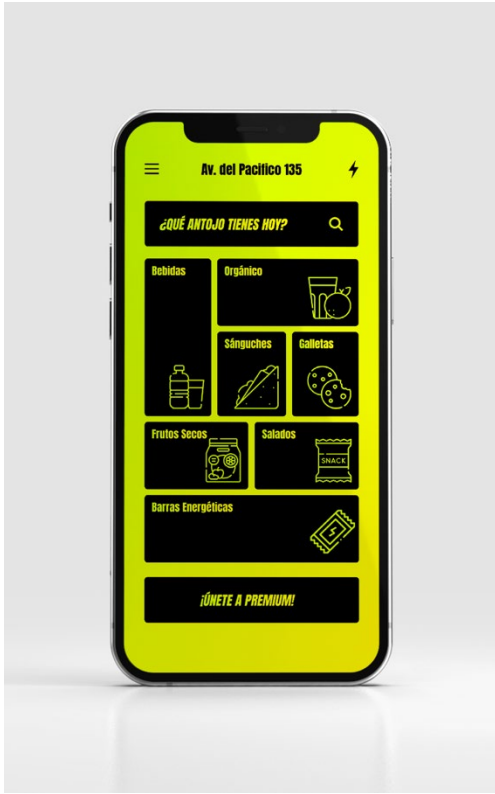 Av. del Pacifico 135
¿QUÉ ANTOJO TIENES HOY?
Bebidas
Orgánico
Sánguches
Galletas
Frutos Secos
Salados
SNACK
Barras Energéticas
¡ÚNETE A PREMIUM!